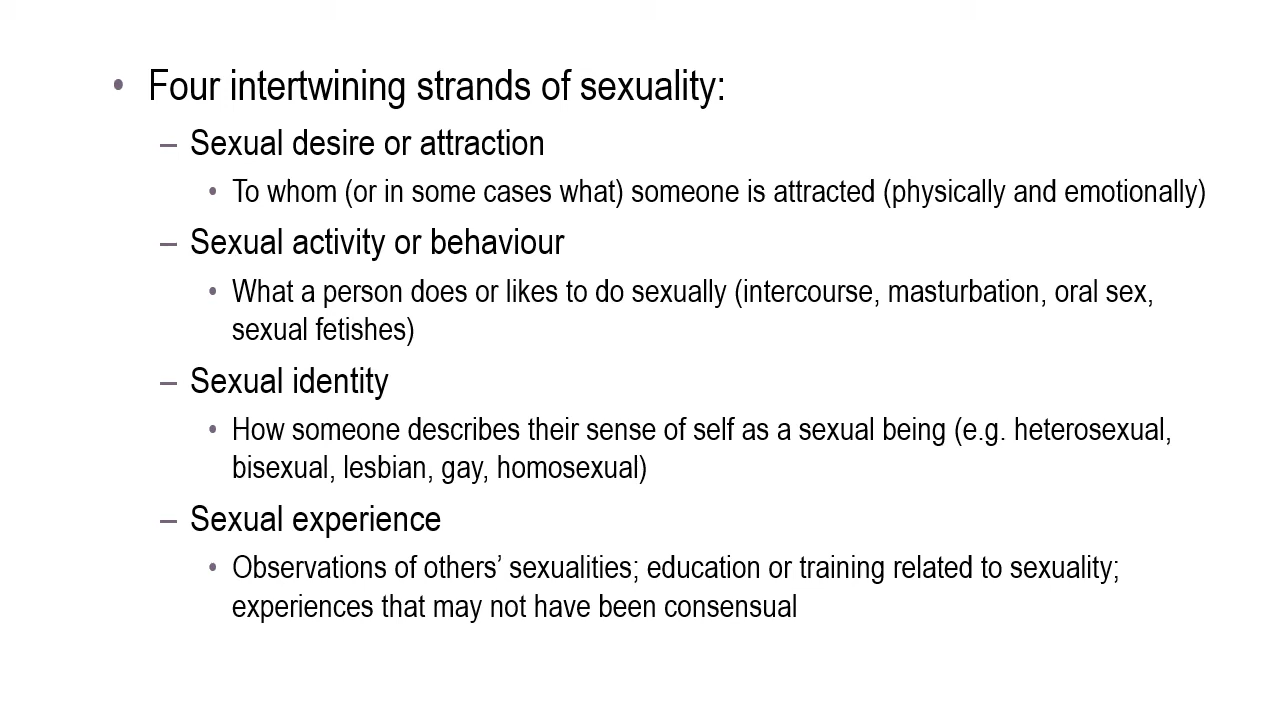 • Four intertwining strands of sexuality:
– Sexual desire or attraction
• To whom (or in some cases what) someone is attracted (physically and emotionally)
– Sexual activity or behaviour
• What a person does or likes to do sexually (intercourse, masturbation, oral sex,
sexual fetishes)
– Sexual identity
• How someone describes their sense of self as a sexual being (e.g. heterosexual,
bisexual, lesbian, gay, homosexual)
– Sexual experience
• Observations of others’ sexualities; education or training related to sexuality;
experiences that may not have been consensual